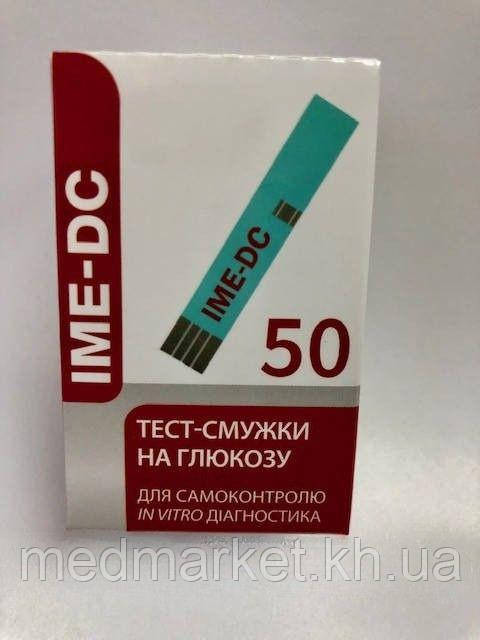 IME-DC
IME-DC
50
ТЕСТ-СМУЖКИ
НА ГЛЮКОЗУ
ДЛЯ САМОКОНТРОЛЮ
IN VITRO ДІАГНОСТИКА
medmarket.kh.ua